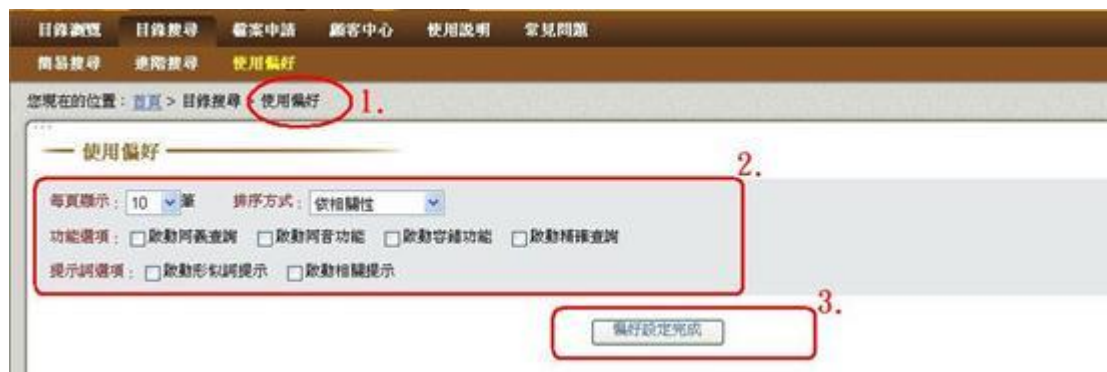 目錄瀏覽 目錄搜尋 檔案申請 顧客中心 使用說明 常見問題
簡易搜尋 進階搜尋 使用偏好
您現在的位置：首頁 > 目錄搜尋 > 使用偏好
1.
使用偏好
2.
每頁顯示： 10 筆 排序方式： 依相關性
功能選項： 啟動同義查詢 啟動同音功能 啟動容錯功能 啟動精確查詢
提示詞選項： 啟動形似詞提示 啟動相關提示
3.
偏好設定完成